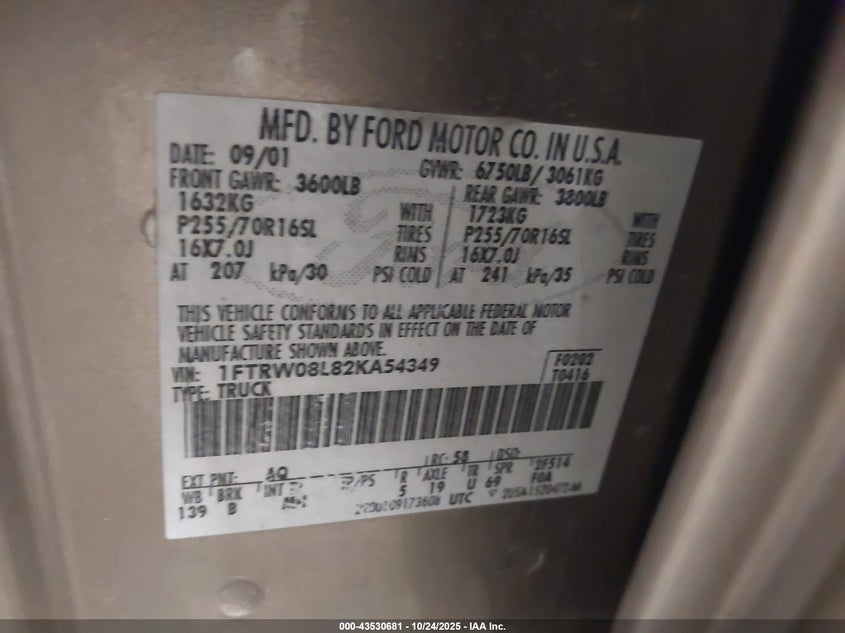 MFD. BY FORD MOTOR CO. IN U.S.A.
DATE: 09/01 GVWR: 6750LB/ 3061KG
FRONT GAWR: 3600LB REAR GAWR: 3800LB
1632KG WITH 1723KG WITH
P255/70R16SL TIRES P255/70R16SL TIRES
16X7.0J RIMS 16X7.0J RIMS
AT 207 kPa/30 PSI COLD AT 241 kPa/35 PSI COLD
THIS VEHICLE CONFORMS TO ALL APPLICABLE FEDERAL MOTOR
VEHICLE SAFETY STANDARDS IN EFFECT ON THE DATE OF
MANUFACTURE SHOWN ABOVE.
VIN: 1FTRW08L82KA54349 F0202
TYPE: TRUCK T0416
EXT PNT: AQ RC: 58 DSO:
WB BRK INT TP/PS R AXLE TR SPR 2F514
139 B 5 19 U 69 F0A
UTC
000-43530681 - 10/24/2025 - IAA Inc.